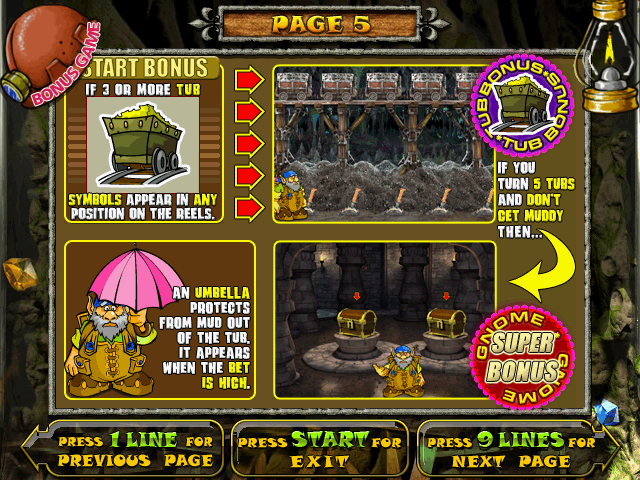 PAGE 5
BONUS GAME
START BONUS
IF 3 OR MORE TUB
SYMBOLS APPEAR IN ANY
POSITION ON THE REELS.
TUB BONUS • TUB BONUS •
IF YOU
TURN 5 TUBS
AND DON'T
GET MUDDY
THEN...
AN UMBELLA
PROTECTS
FROM MUD OUT
OF THE TUB.
IT APPEARS
WHEN THE BET
IS HIGH.
GNOME
SUPER
BONUS
GNOME
PRESS 1 LINE FOR
PREVIOUS PAGE
PRESS START FOR
EXIT
PRESS 9 LINES FOR
NEXT PAGE